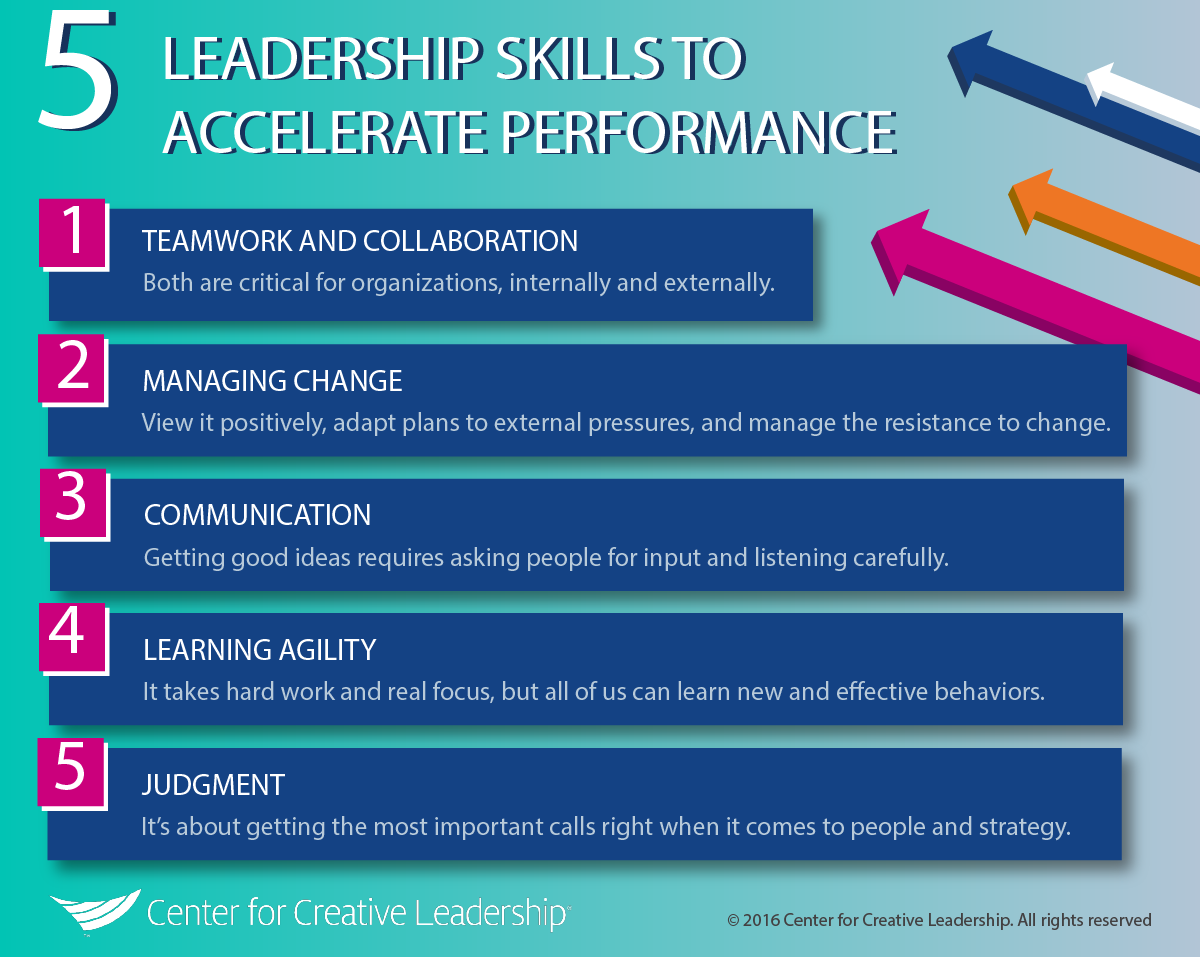 5
LEADERSHIP SKILLS TO
ACCELERATE PERFORMANCE
1
TEAMWORK AND COLLABORATION
Both are critical for organizations, internally and externally.
2
MANAGING CHANGE
View it positively, adapt plans to external pressures, and manage the resistance to change.
3
COMMUNICATION
Getting good ideas requires asking people for input and listening carefully.
4
LEARNING AGILITY
It takes hard work and real focus, but all of us can learn new and effective behaviors.
5
JUDGMENT
It’s about getting the most important calls right when it comes to people and strategy.
Center for Creative Leadership
© 2016 Center for Creative Leadership. All rights reserved